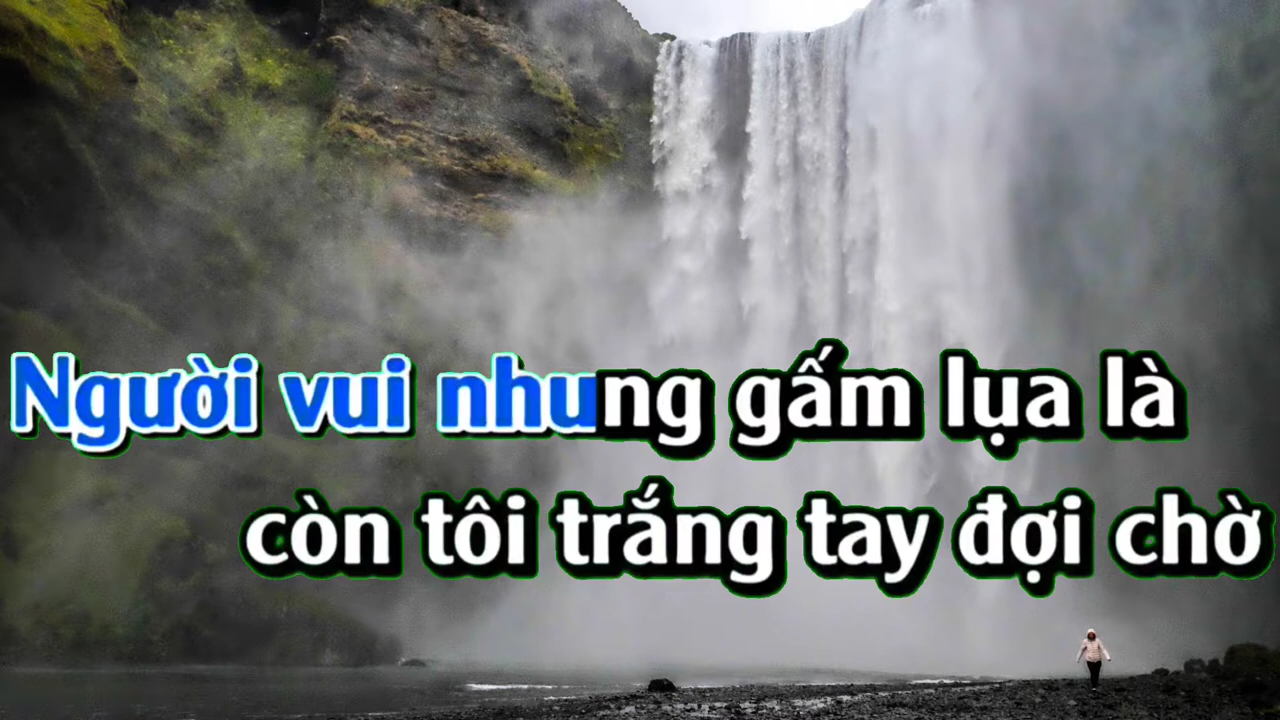 Người vui nhung gấm lụa là
còn tôi trắng tay đợi chờ